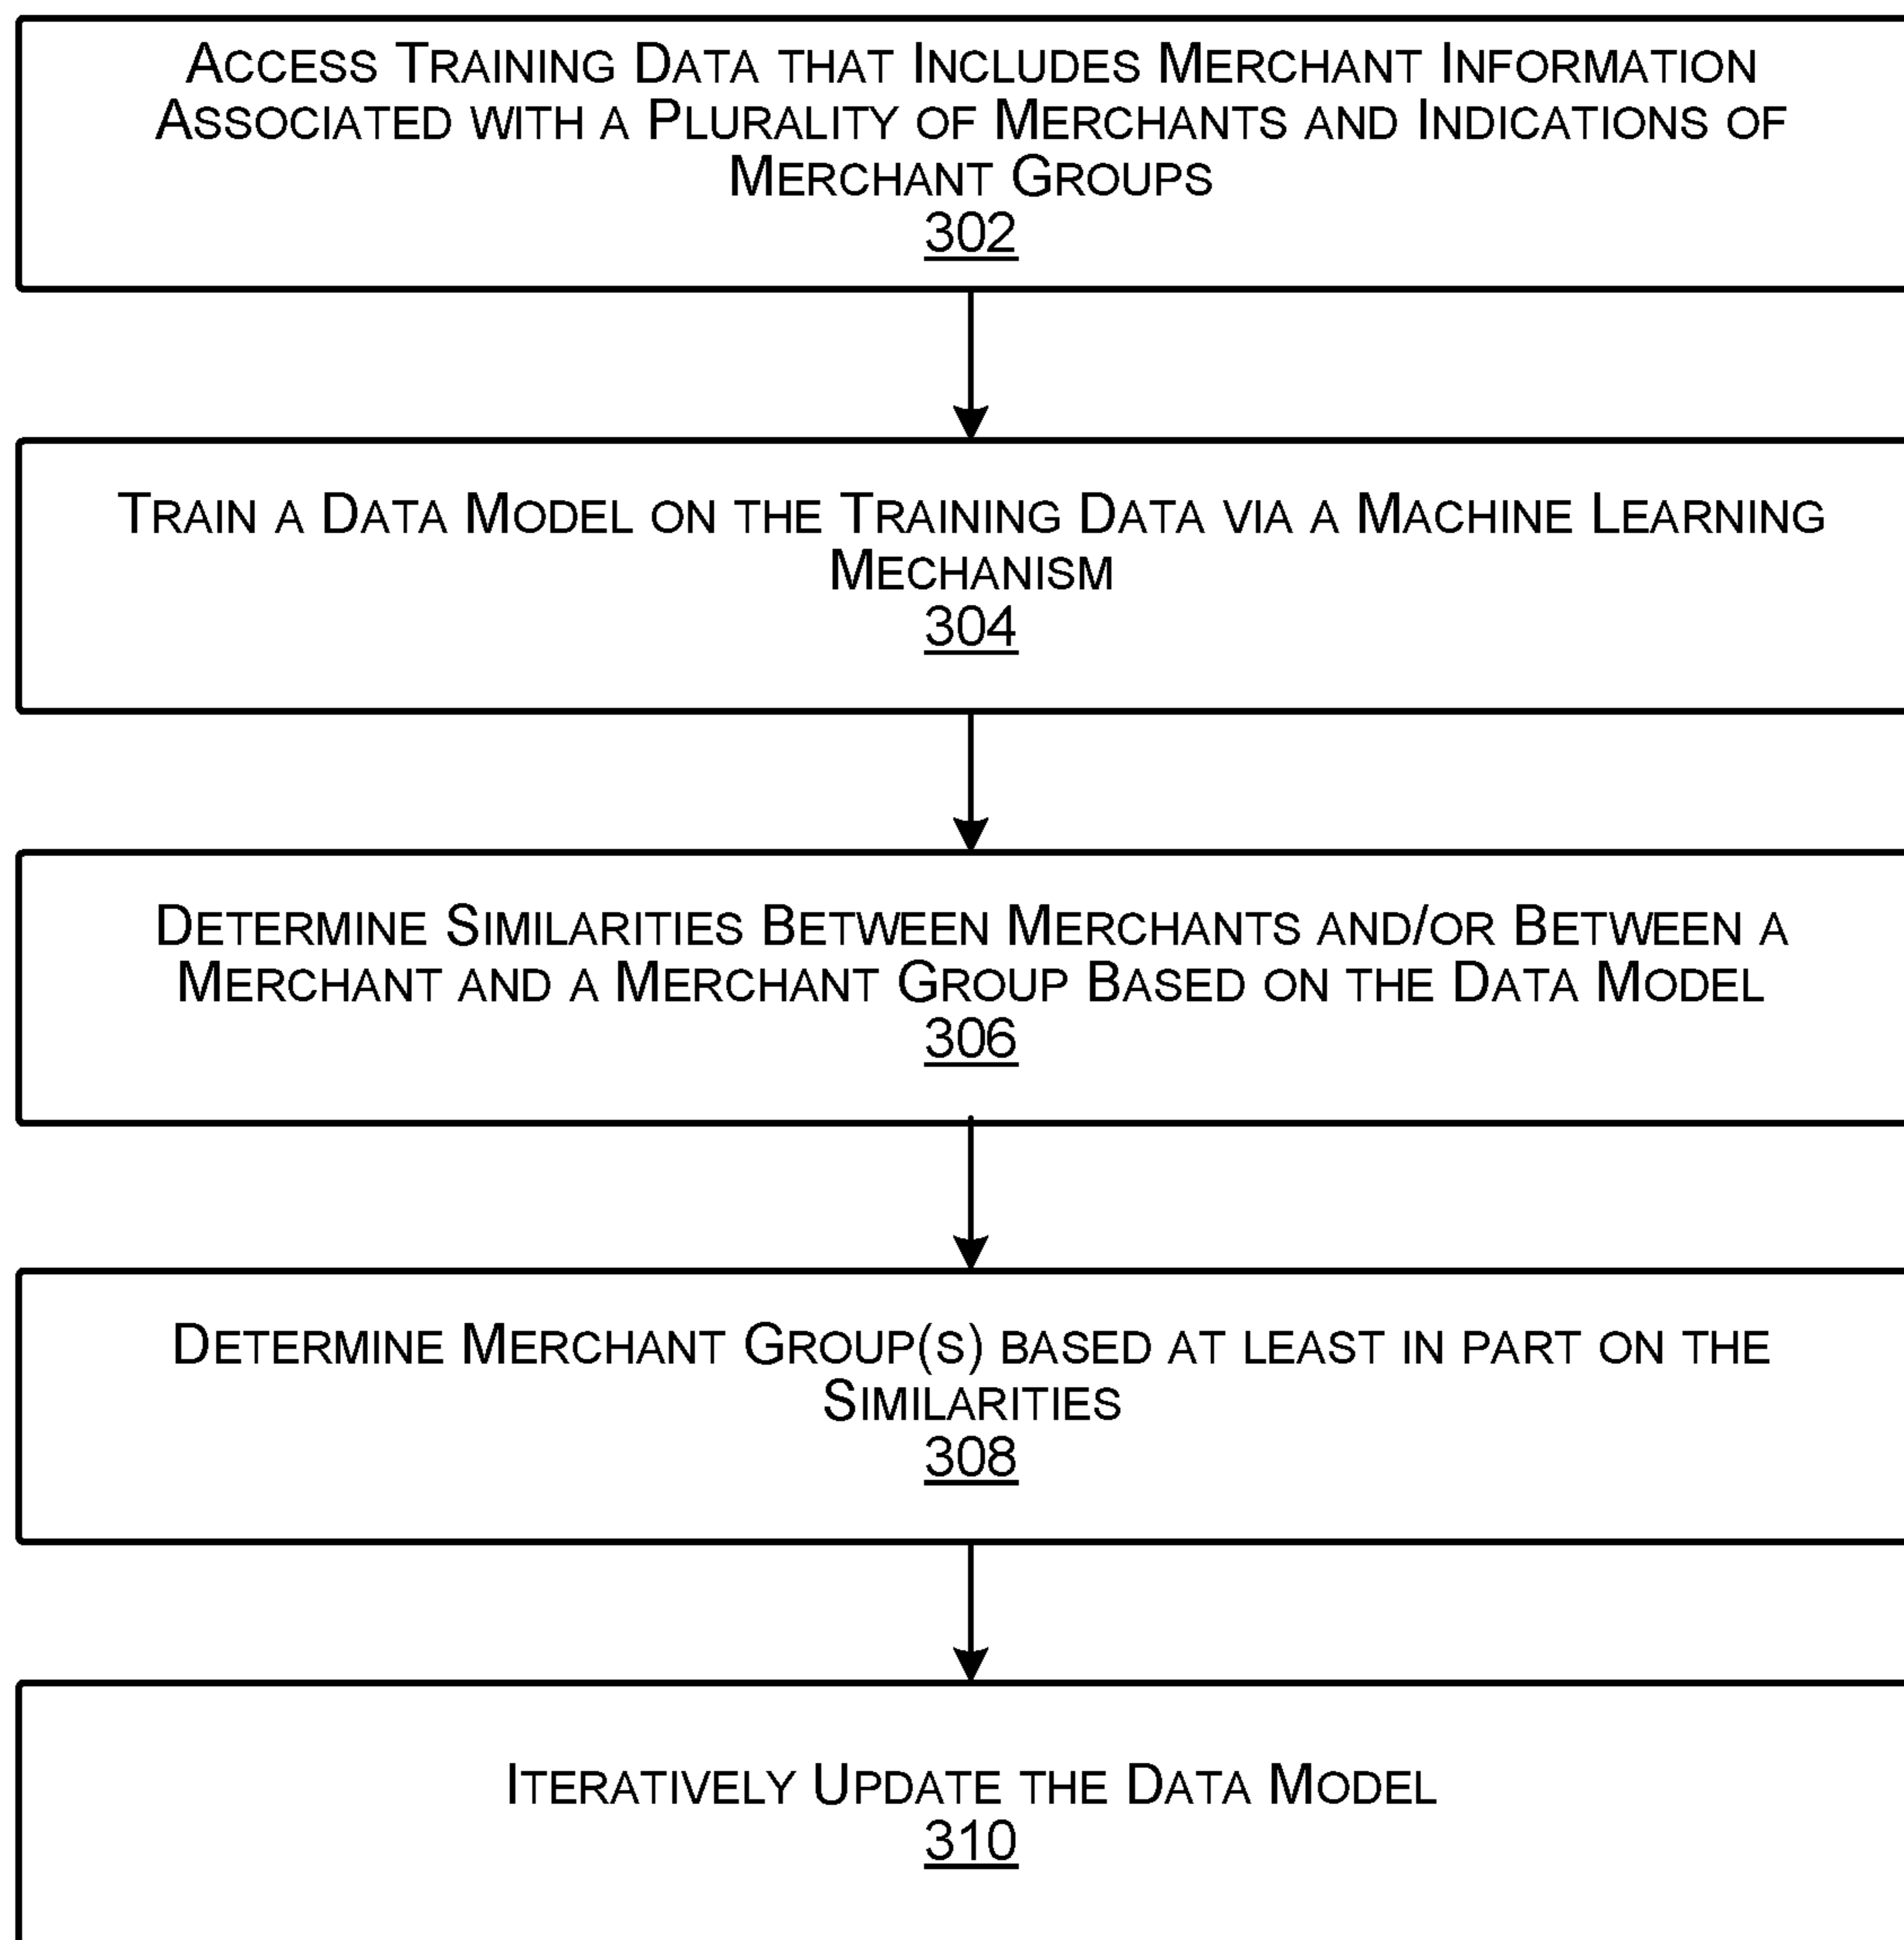 Access Training Data that Includes Merchant Information
Associated with a Plurality of Merchants and Indications of
Merchant Groups
302
Train a Data Model on the Training Data via a Machine Learning
Mechanism
304
Determine Similarities Between Merchants and/or Between a
Merchant and a Merchant Group Based on the Data Model
306
Determine Merchant Group(s) based at least in part on the
Similarities
308
Iteratively Update the Data Model
310